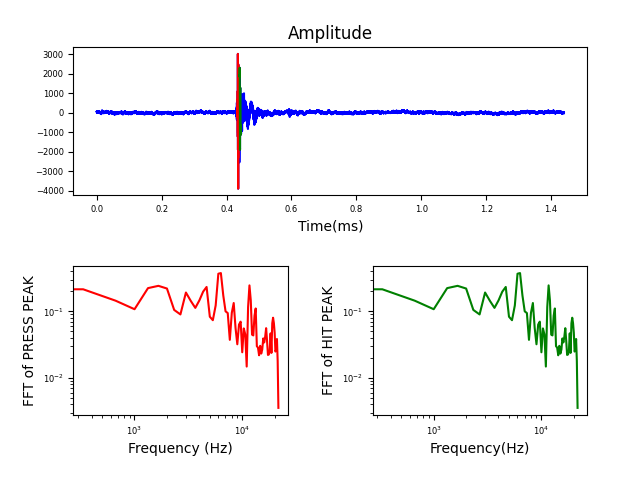 Amplitude
3000
2000
1000
0
−1000
−2000
−3000
−4000
0.0 0.2 0.4 0.6 0.8 1.0 1.2 1.4
Time(ms)
FFT of PRESS PEAK
10⁻¹
10⁻²
10³ 10⁴
Frequency (Hz)
FFT of HIT PEAK
10⁻¹
10⁻²
10³ 10⁴
Frequency(Hz)